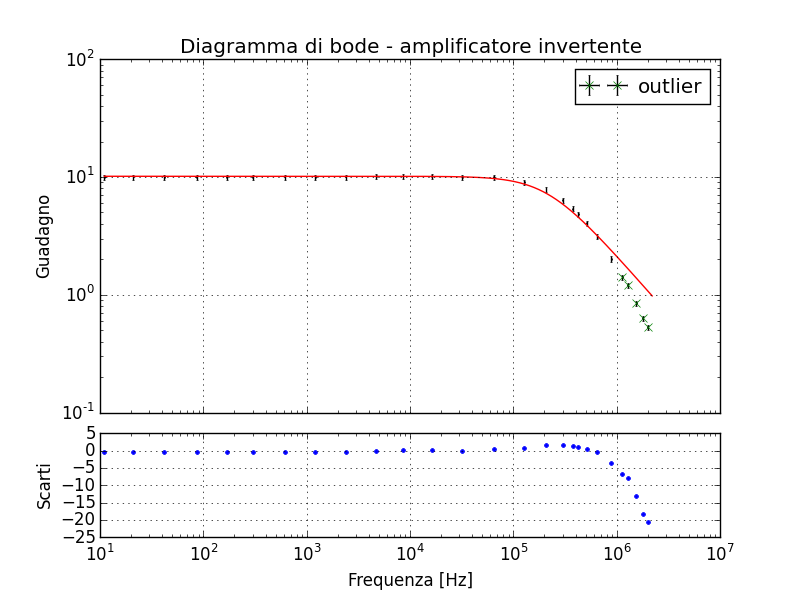 Diagramma di bode - amplificatore invertente
outlier
Guadagno
10^2
10^1
10^0
10^-1
Scarti
5
0
−5
−10
−15
−20
−25
10^1 10^2 10^3 10^4 10^5 10^6 10^7
Frequenza [Hz]